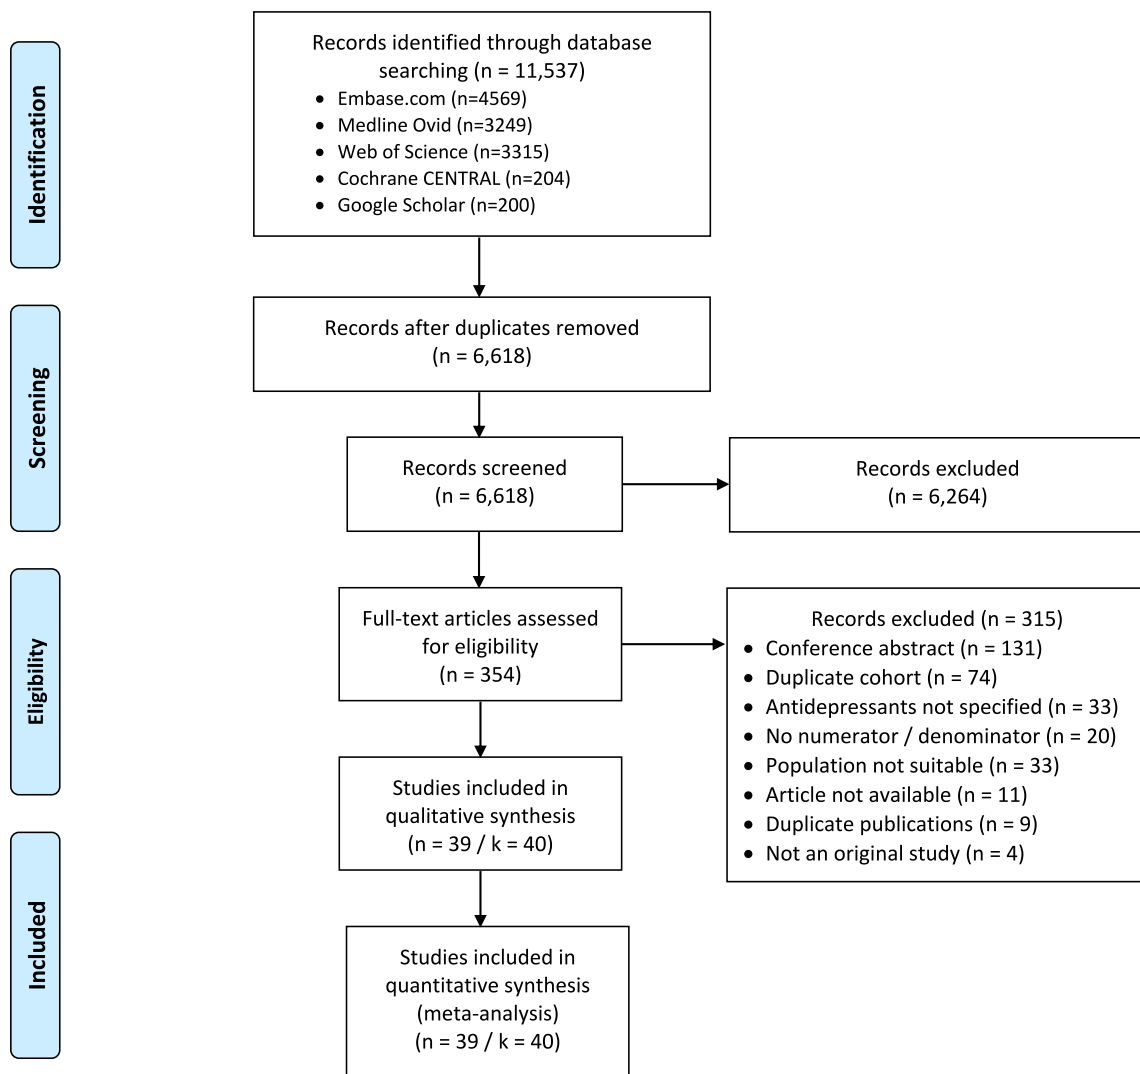 Identification
Records identified through database
searching (n = 11,537)
• Embase.com (n=4569)
• Medline Ovid (n=3249)
• Web of Science (n=3315)
• Cochrane CENTRAL (n=204)
• Google Scholar (n=200)
Screening
Records after duplicates removed
(n = 6,618)
Records screened
(n = 6,618)
Records excluded
(n = 6,264)
Eligibility
Full-text articles assessed
for eligibility
(n = 354)
Records excluded (n = 315)
• Conference abstract (n = 131)
• Duplicate cohort (n = 74)
• Antidepressants not specified (n = 33)
• No numerator / denominator (n = 20)
• Population not suitable (n = 33)
• Article not available (n = 11)
• Duplicate publications (n = 9)
• Not an original study (n = 4)
Studies included in
qualitative synthesis
(n = 39 / k = 40)
Included
Studies included in
quantitative synthesis
(meta-analysis)
(n = 39 / k = 40)